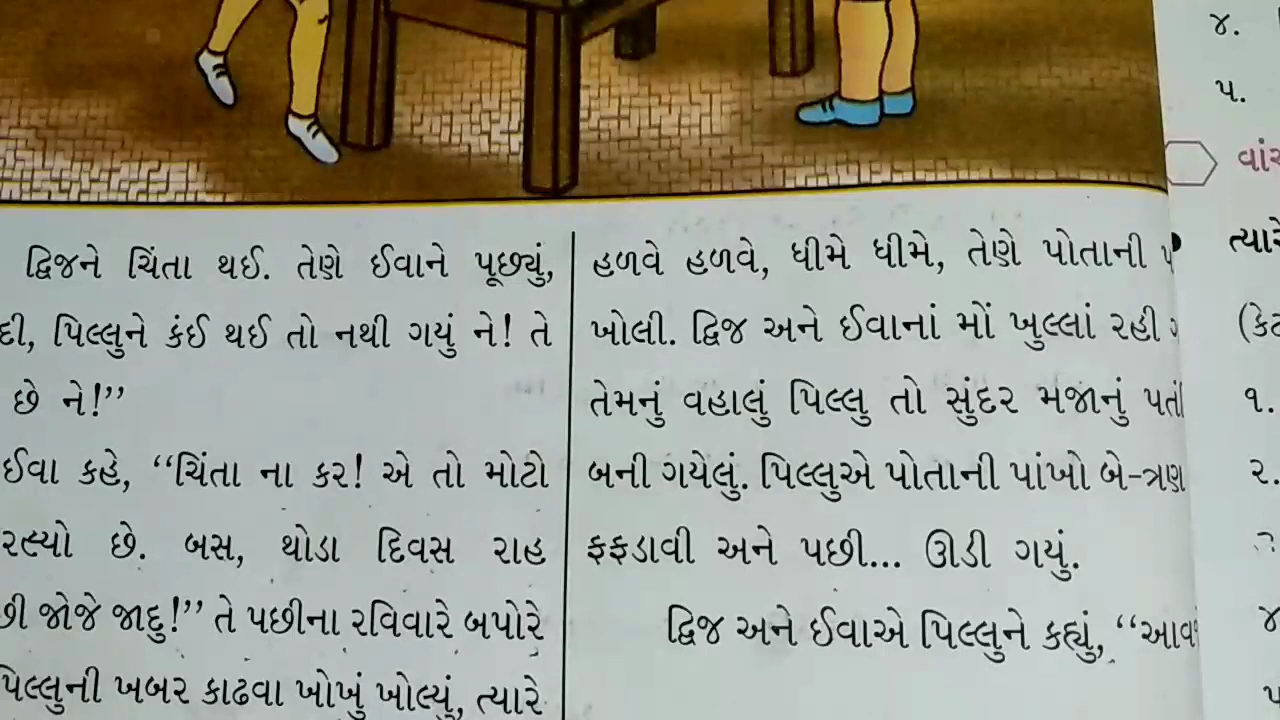 દ્વિજને ચિંતા થઈ. તેણે ઈવાને પૂછ્યું,
પિલ્લુને કંઈ થઈ તો નથી ગયું ને! તે
છે ને!”
ઈવા કહે, “ચિંતા ના કર! એ તો મોટો
રહ્યો છે. બસ, થોડા દિવસ રાહ
જોજે જાદુ!” તે પછીના રવિવારે બપોરે
પિલ્લુની ખબર કાઢવા ખોખું ખોલ્યું, ત્યારે
હળવે હળવે, ધીમે ધીમે, તેણે પોતાની
ખોલી. દ્વિજ અને ઈવાનાં મોં ખુલ્લાં રહી
તેમનું વહાલું પિલ્લુ તો સુંદર મજાનું
બની ગયેલું. પિલ્લુએ પોતાની પાંખો બે-ત્રણ
ફફડાવી અને પછી... ઊડી ગયું.
દ્વિજ અને ઈવાએ પિલ્લુને કહ્યું,
૪.
૫.
૧.
૨.
૪